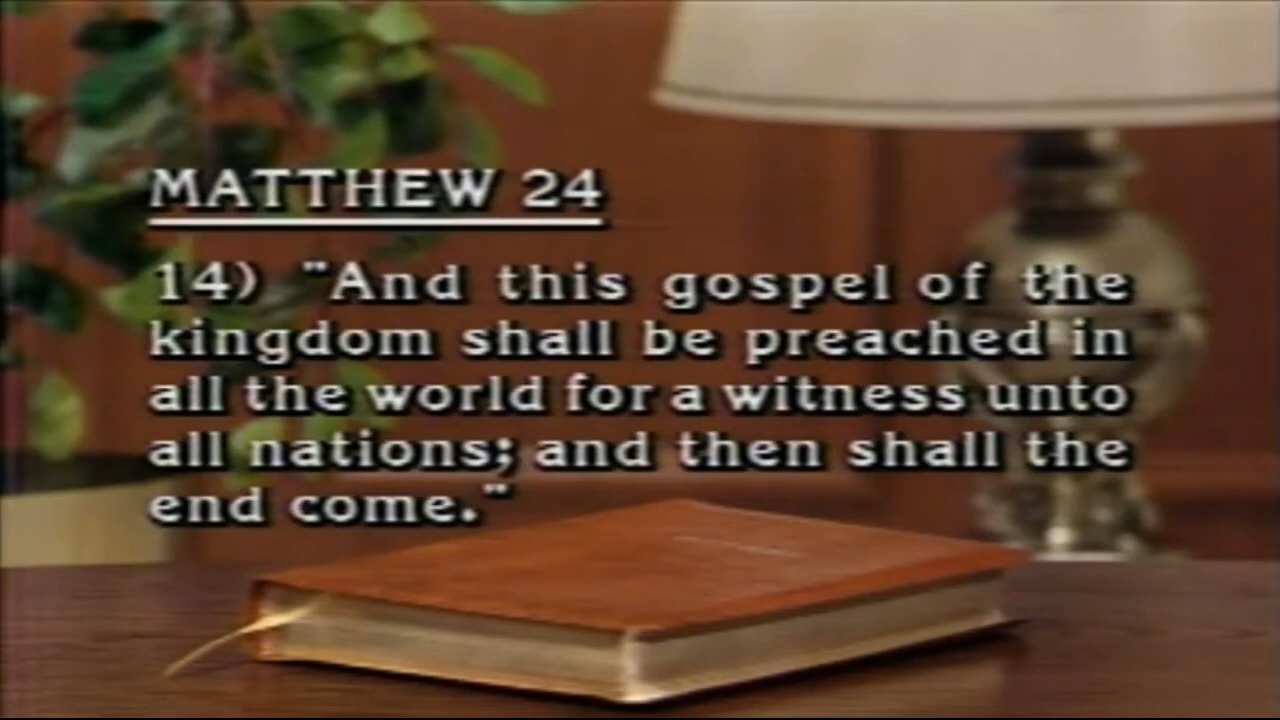 MATTHEW 24
14) "And this gospel of the
kingdom shall be preached in
all the world for a witness unto
all nations; and then shall the
end come."